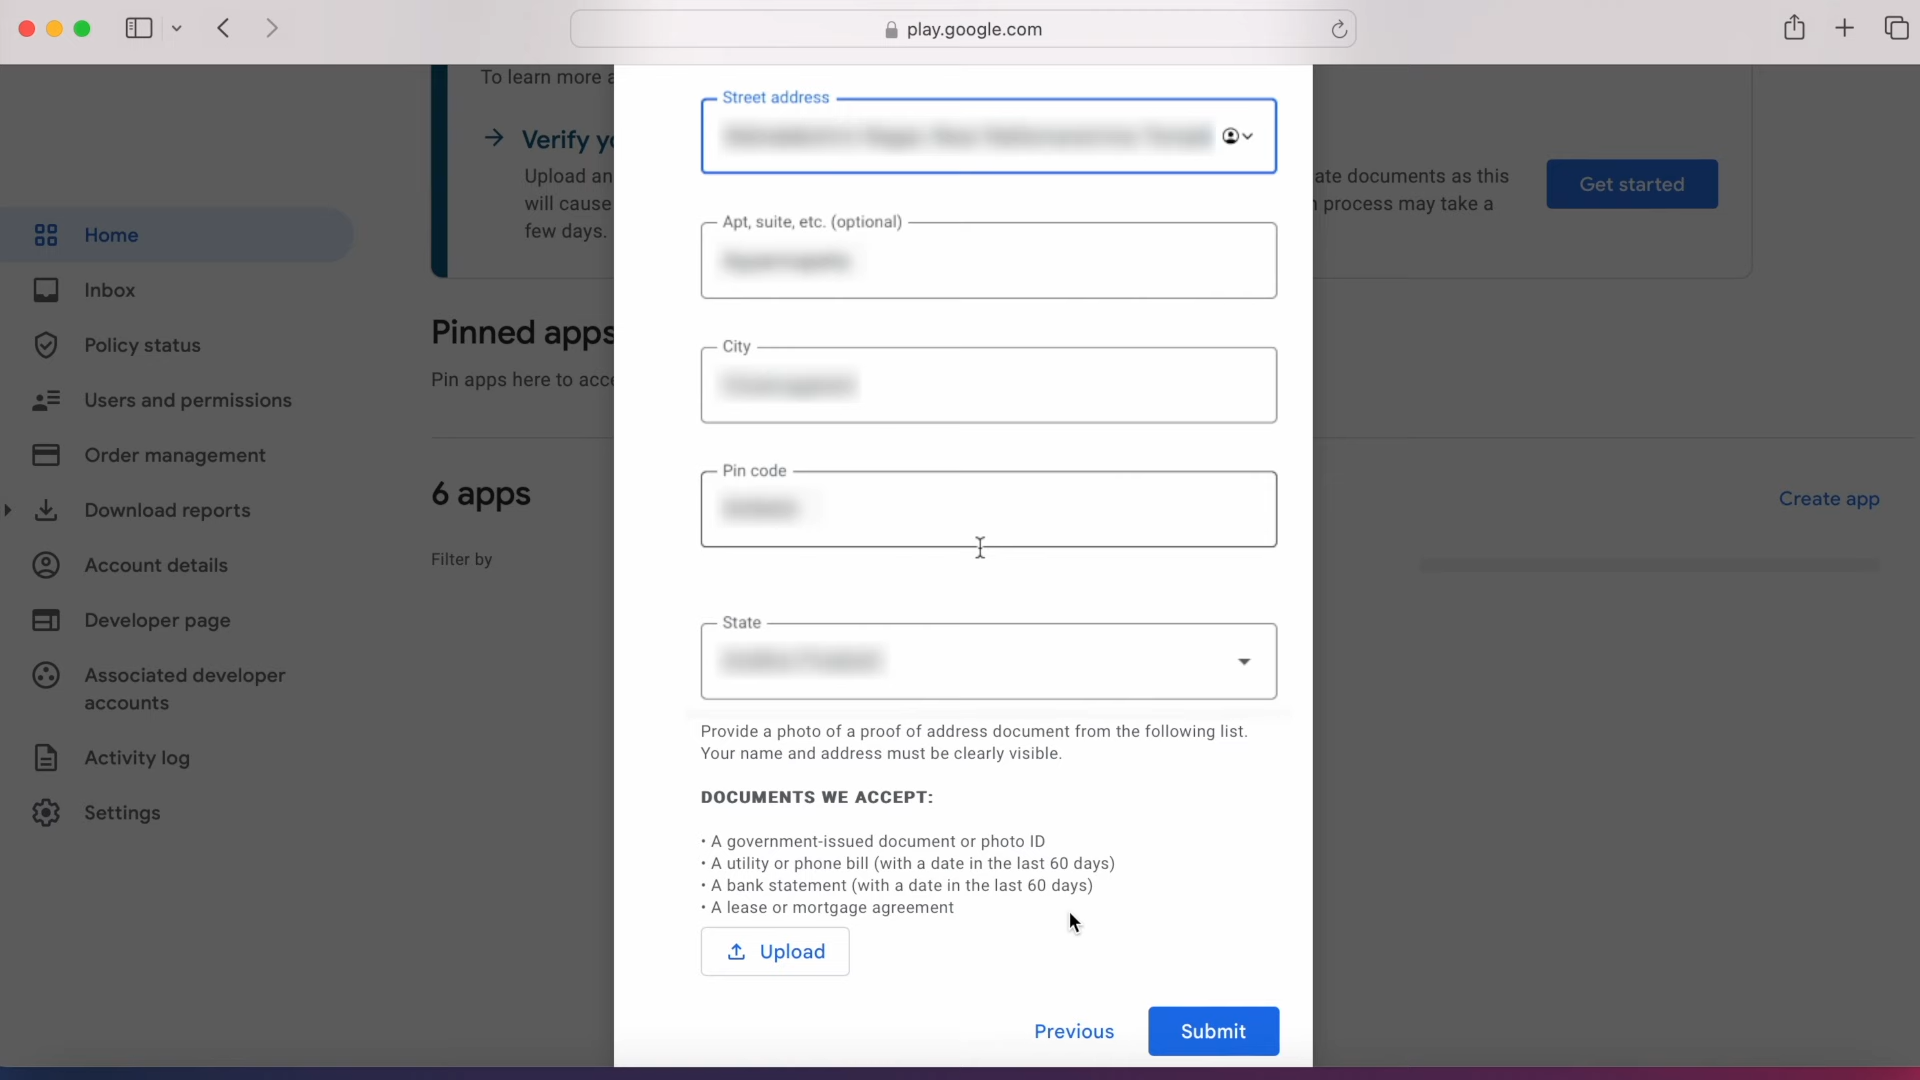 play.google.com
To learn more
Verify
Upload an
will cause
few days.
ate documents as this
process may take a
Get started
Home
Inbox
Policy status
Users and permissions
Order management
Download reports
Account details
Developer page
Associated developer
accounts
Activity log
Settings
Pinned apps
Pin apps here to
6 apps
Create app
Filter by
Street address
Apt, suite, etc. (optional)
City
Pin code
State
Provide a photo of a proof of address document from the following list.
Your name and address must be clearly visible.
DOCUMENTS WE ACCEPT:
• A government-issued document or photo ID
• A utility or phone bill (with a date in the last 60 days)
• A bank statement (with a date in the last 60 days)
• A lease or mortgage agreement
Upload
Previous
Submit